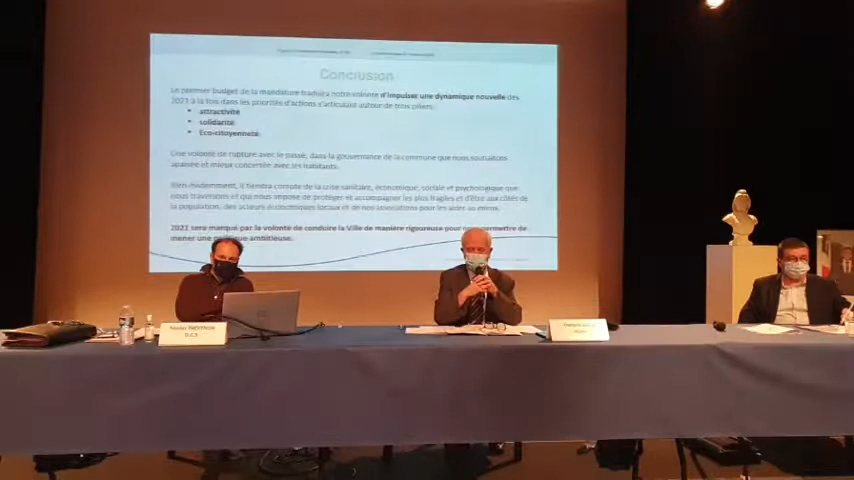 Conclusion
Le premier budget de la mandature traduira notre volonté d'impulser une dynamique nouvelle dès
2021 à la fois dans les priorités d'actions s'articulant autour de trois piliers:
• attractivité
• solidarité
• Eco-citoyenneté.
Une volonté de rupture avec le passé, dans la gouvernance de la commune que nous souhaitons
apaisée et mieux concertée avec les habitants.
Bien évidemment, il tiendra compte de la crise sanitaire, économique, sociale et psychologique que
nous traversons et qui nous impose de protéger et accompagner les plus fragiles et d'être aux côtés de
la population, des acteurs économiques locaux et de nos associations pour les aider au mieux.
2021 sera marqué par la volonté de conduire la Ville de manière rigoureuse pour nous permettre de
mener une politique ambitieuse.
D.G.S